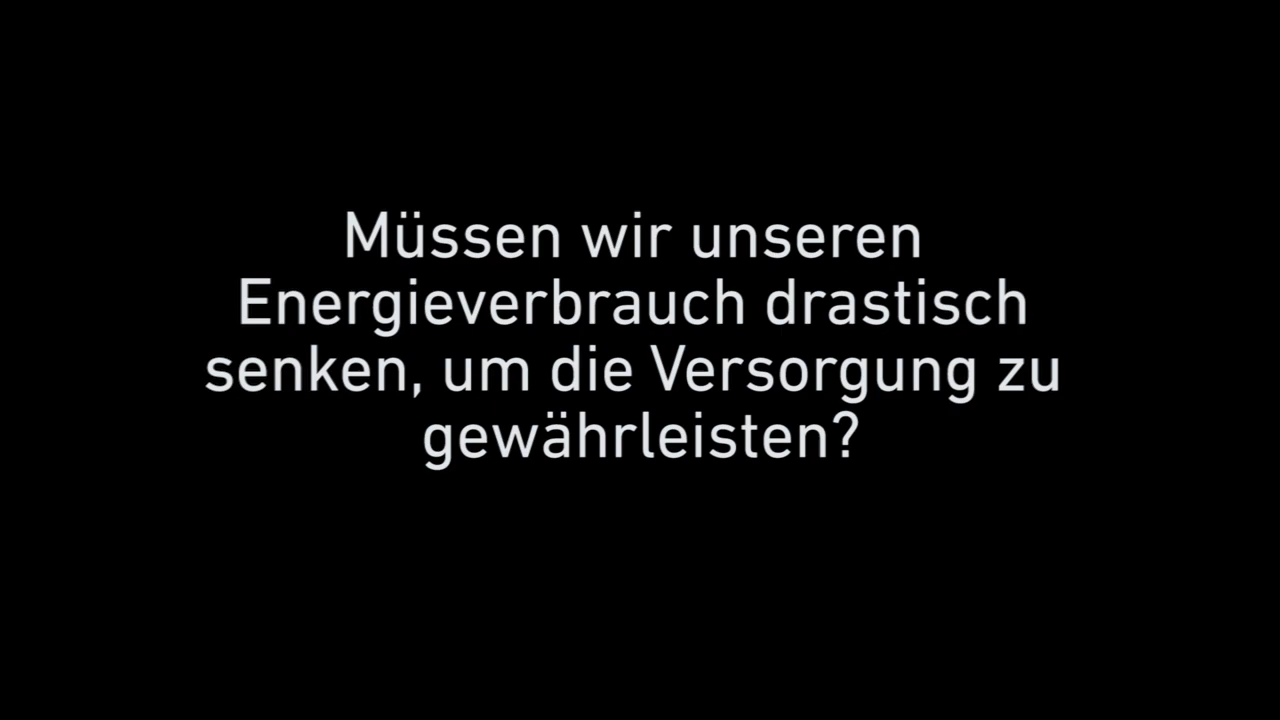 Müssen wir unseren
Energieverbrauch drastisch
senken, um die Versorgung zu
gewährleisten?